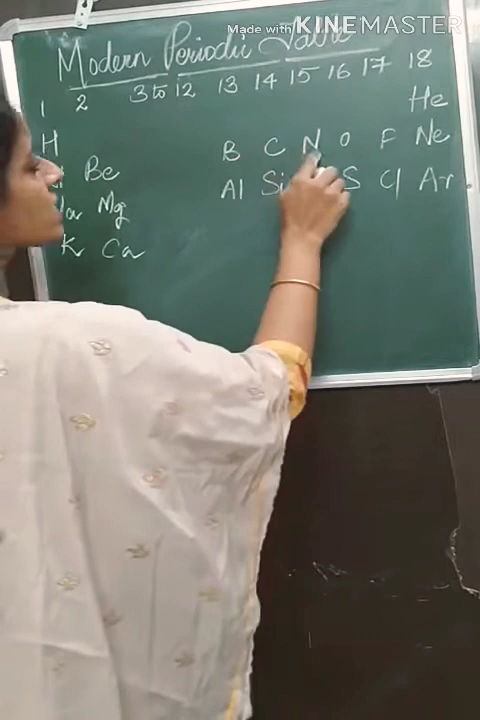 Made with KINEMASTER
Modern Periodic Table
1 2 3 to 12 13 14 15 16 17 18
He
H
Be B C N O F Ne
Mg Al Si S Cl Ar
K Ca